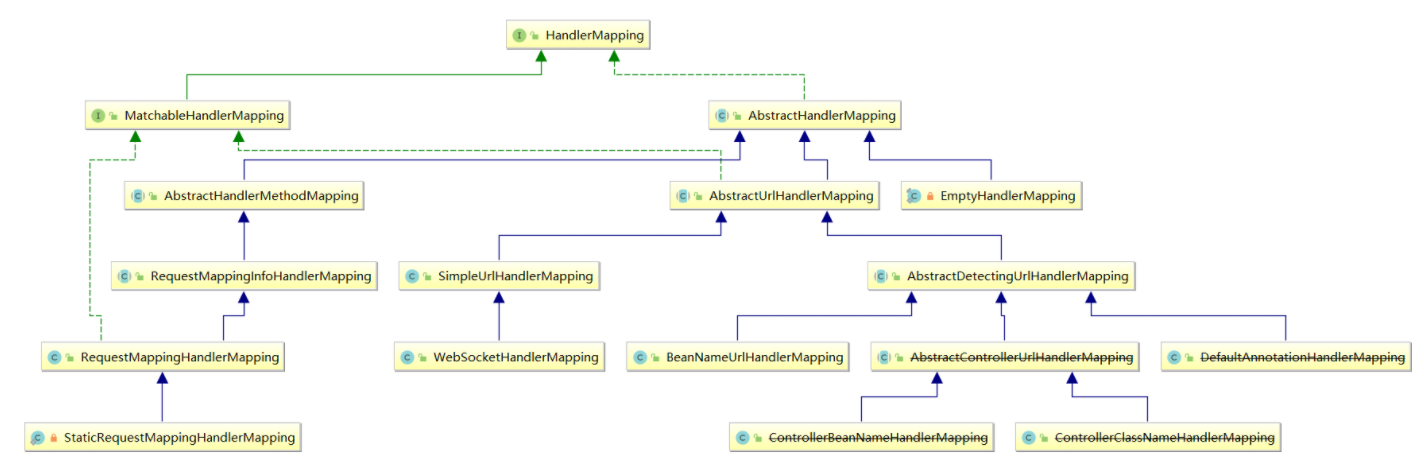 HandlerMapping
MatchableHandlerMapping
AbstractHandlerMapping
AbstractHandlerMethodMapping
AbstractUrlHandlerMapping
EmptyHandlerMapping
RequestMappingInfoHandlerMapping
SimpleUrlHandlerMapping
AbstractDetectingUrlHandlerMapping
RequestMappingHandlerMapping
WebSocketHandlerMapping
BeanNameUrlHandlerMapping
AbstractControllerUrlHandlerMapping
DefaultAnnotationHandlerMapping
StaticRequestMappingHandlerMapping
ControllerBeanNameHandlerMapping
ControllerClassNameHandlerMapping